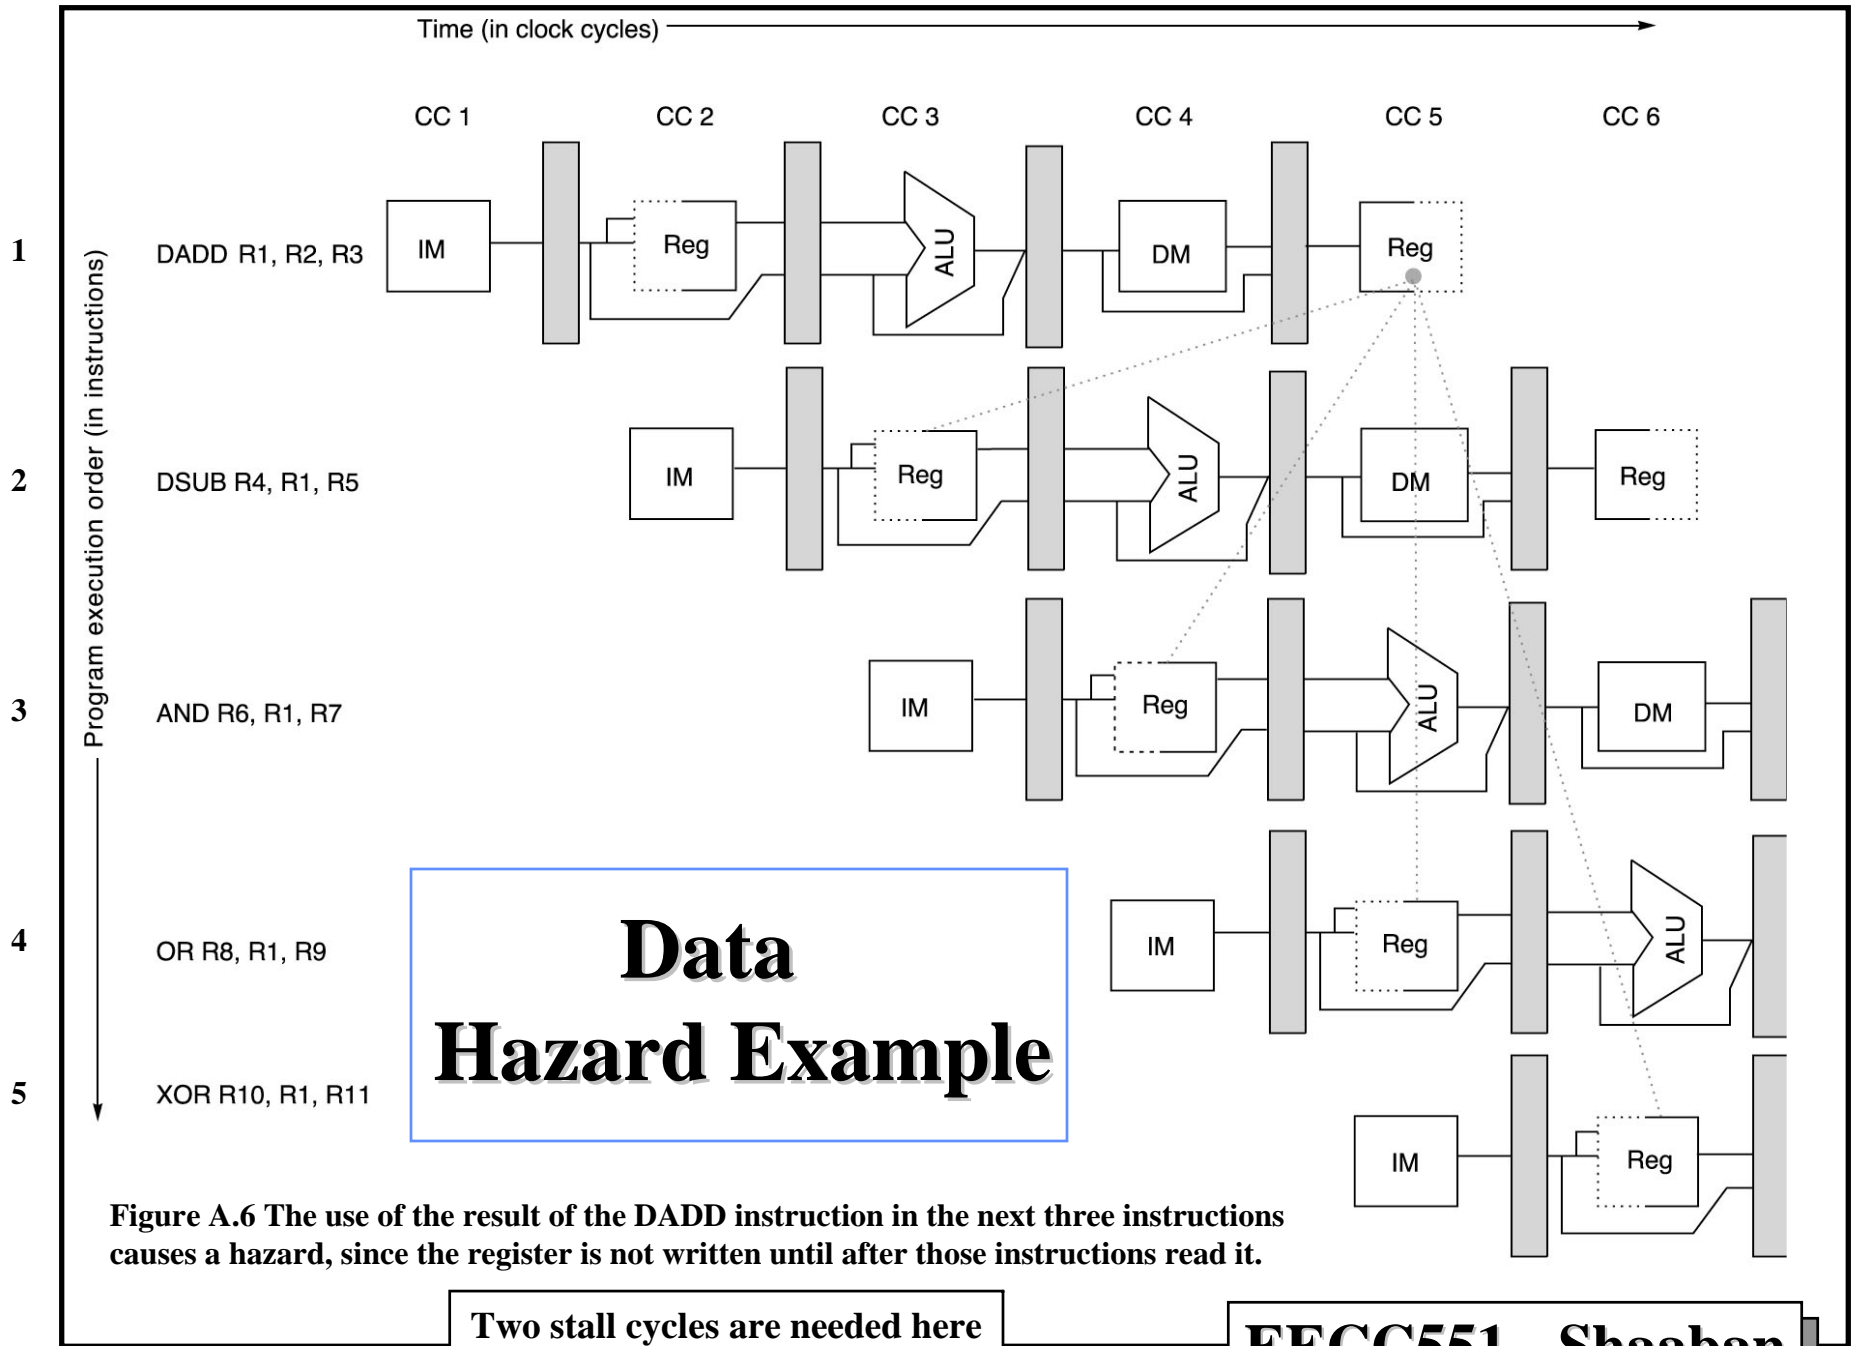 Time (in clock cycles)
CC 1 CC 2 CC 3 CC 4 CC 5 CC 6
Program execution order (in instructions)
1 DADD R1, R2, R3 IM Reg ALU DM Reg
2 DSUB R4, R1, R5 IM Reg ALU DM Reg
3 AND R6, R1, R7 IM Reg ALU DM
4 OR R8, R1, R9 IM Reg ALU
5 XOR R10, R1, R11 IM Reg
Data
Hazard Example
Figure A.6 The use of the result of the DADD instruction in the next three instructions
causes a hazard, since the register is not written until after those instructions read it.
Two stall cycles are needed here
EECC551 - Shaaban